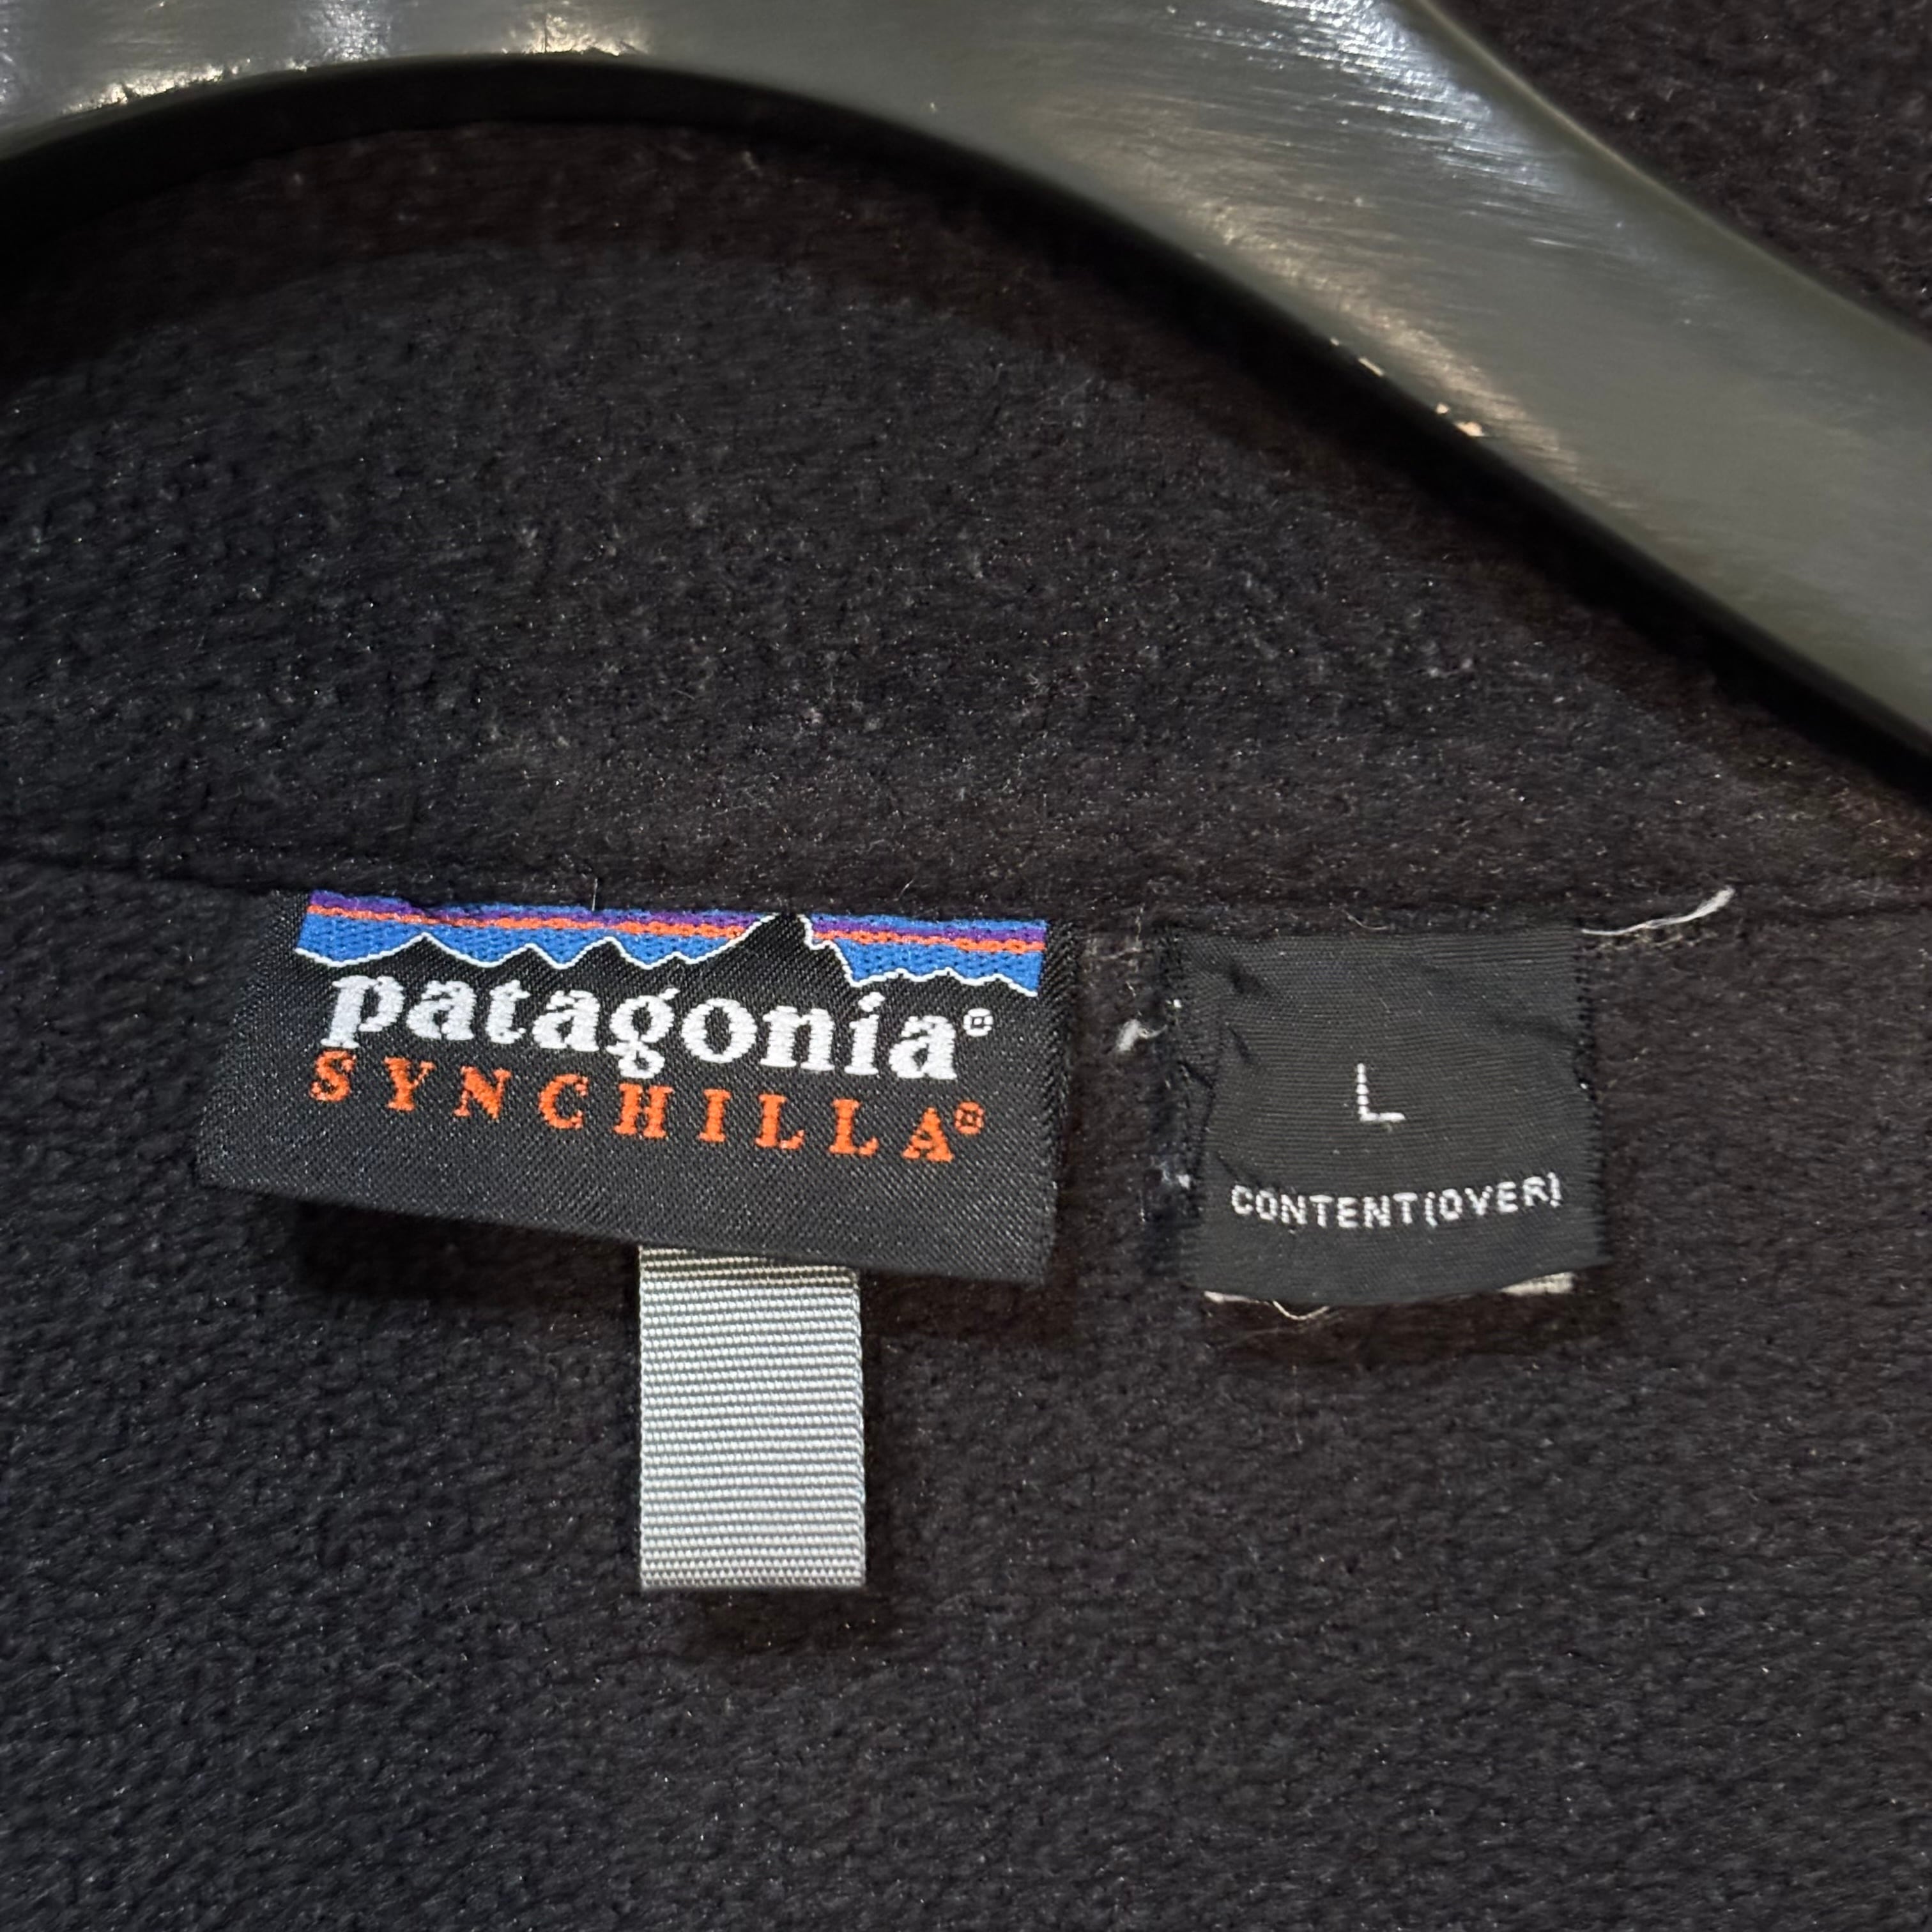 patagonia®
SYNCHILLA®
L
CONTENT(OVER)